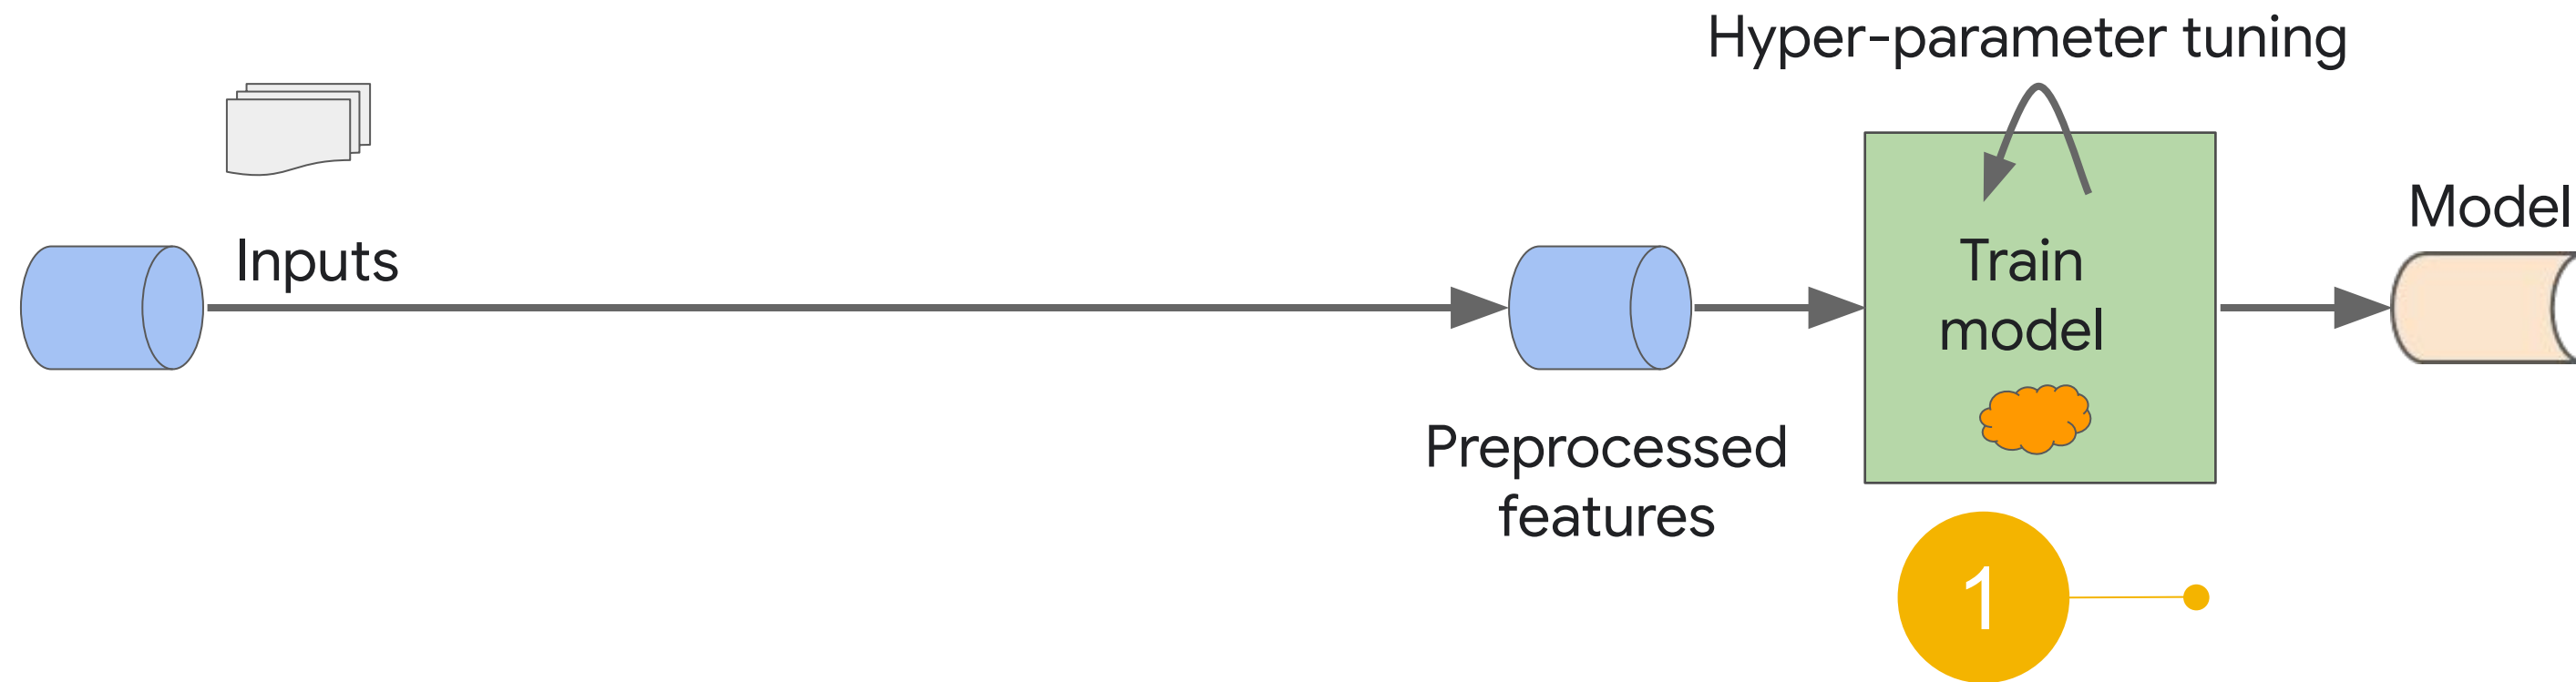 Hyper-parameter tuning
Inputs
Train
model
Model
Preprocessed
features
1